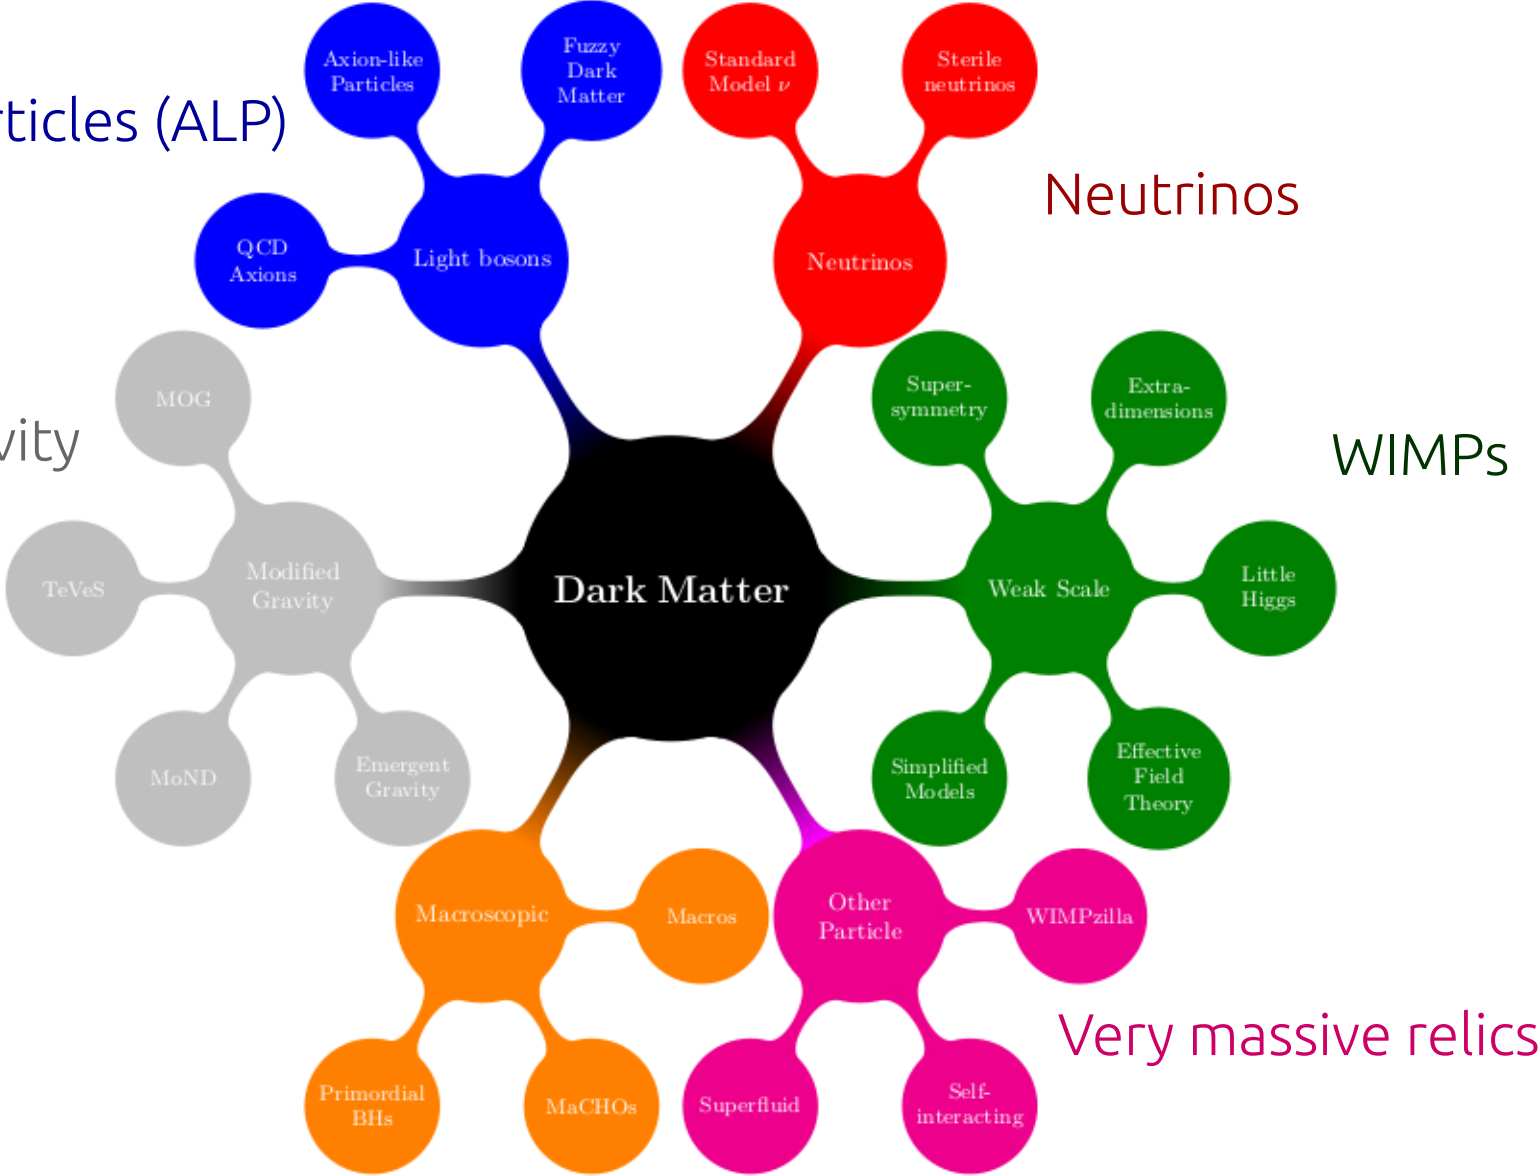 Axion-like
Particles
Fuzzy
Dark
Matter
Standard
Model ν
Sterile
neutrinos
rticles (ALP)
Neutrinos
QCD
Axions
Light bosons
Neutrinos
MOG
Super-
symmetry
Extra-
dimensions
vity
WIMPs
TeVeS
Modified
Gravity
Dark Matter
Weak Scale
Little
Higgs
MoND
Emergent
Gravity
Simplified
Models
Effective
Field
Theory
Macroscopic
Macros
Other
Particle
WIMPzilla
Very massive relics
Primordial
BHs
MaCHOs
Superfluid
Self-
interacting